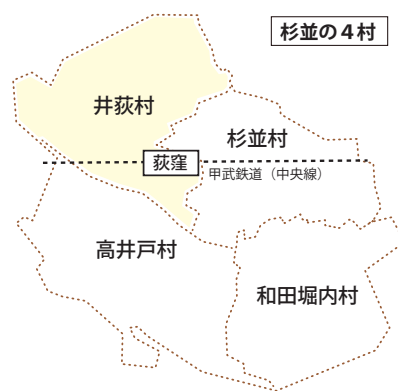 杉並の4村
井荻村
杉並村
荻窪
甲武鉄道（中央線）
高井戸村
和田堀内村